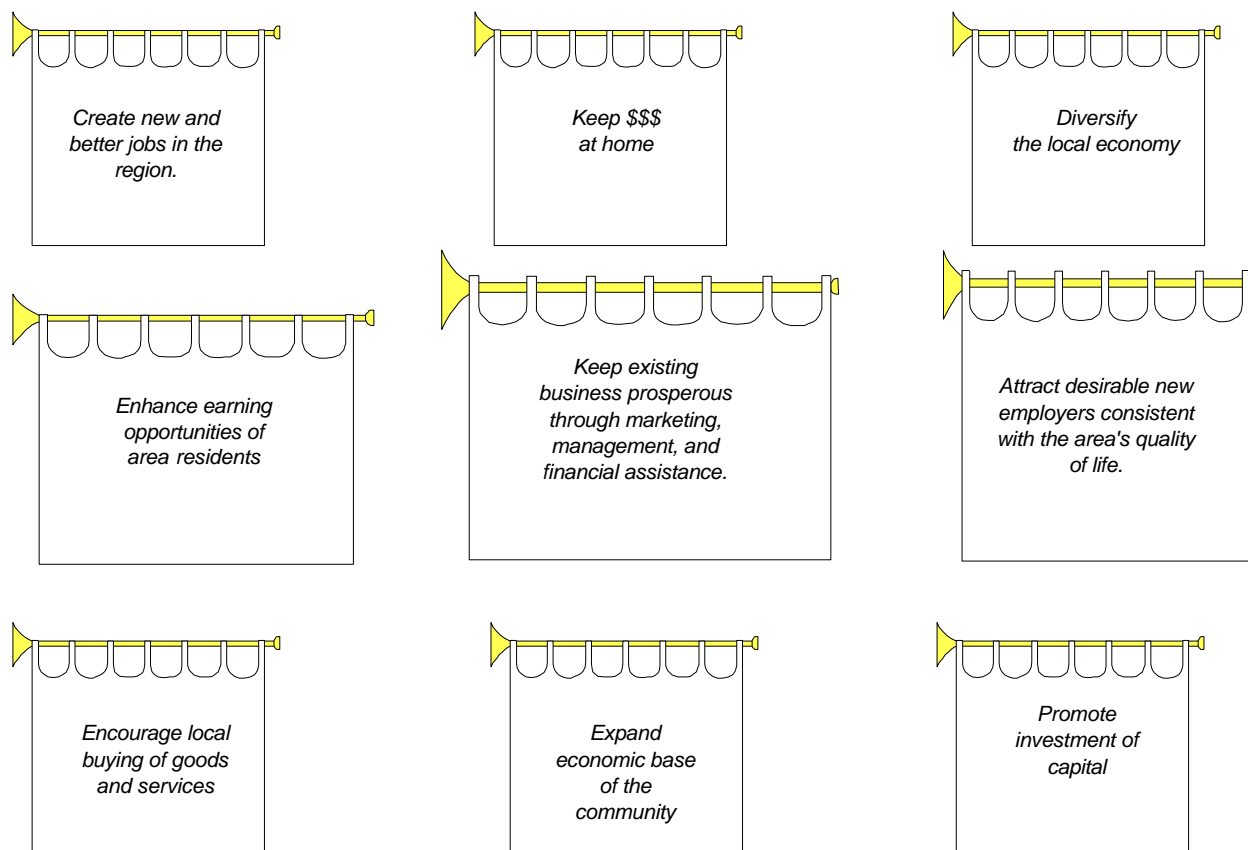 Create new and
better jobs in the
region.
Keep $$$
at home
Diversify
the local economy
Enhance earning
opportunities of
area residents
Keep existing
business prosperous
through marketing,
management, and
financial assistance.
Attract desirable new
employers consistent
with the area's quality
of life.
Encourage local
buying of goods
and services
Expand
economic base
of the
community
Promote
investment of
capital